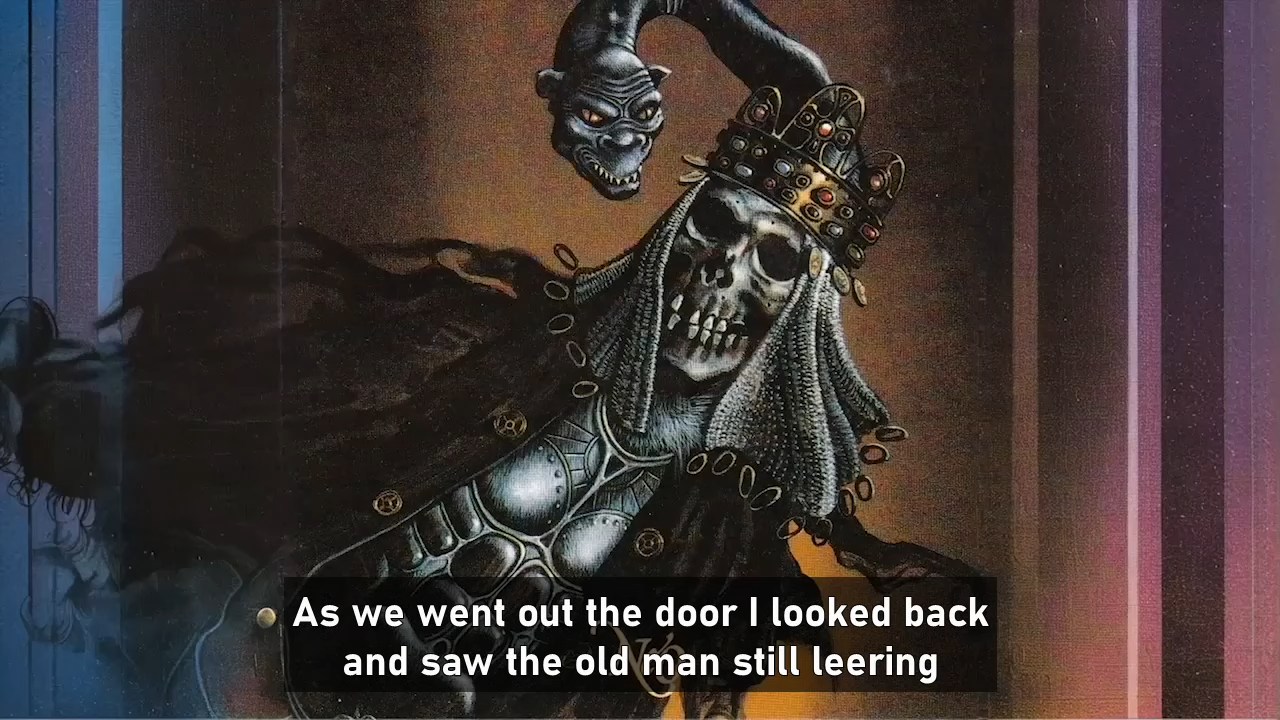 As we went out the door I looked back
and saw the old man still leering